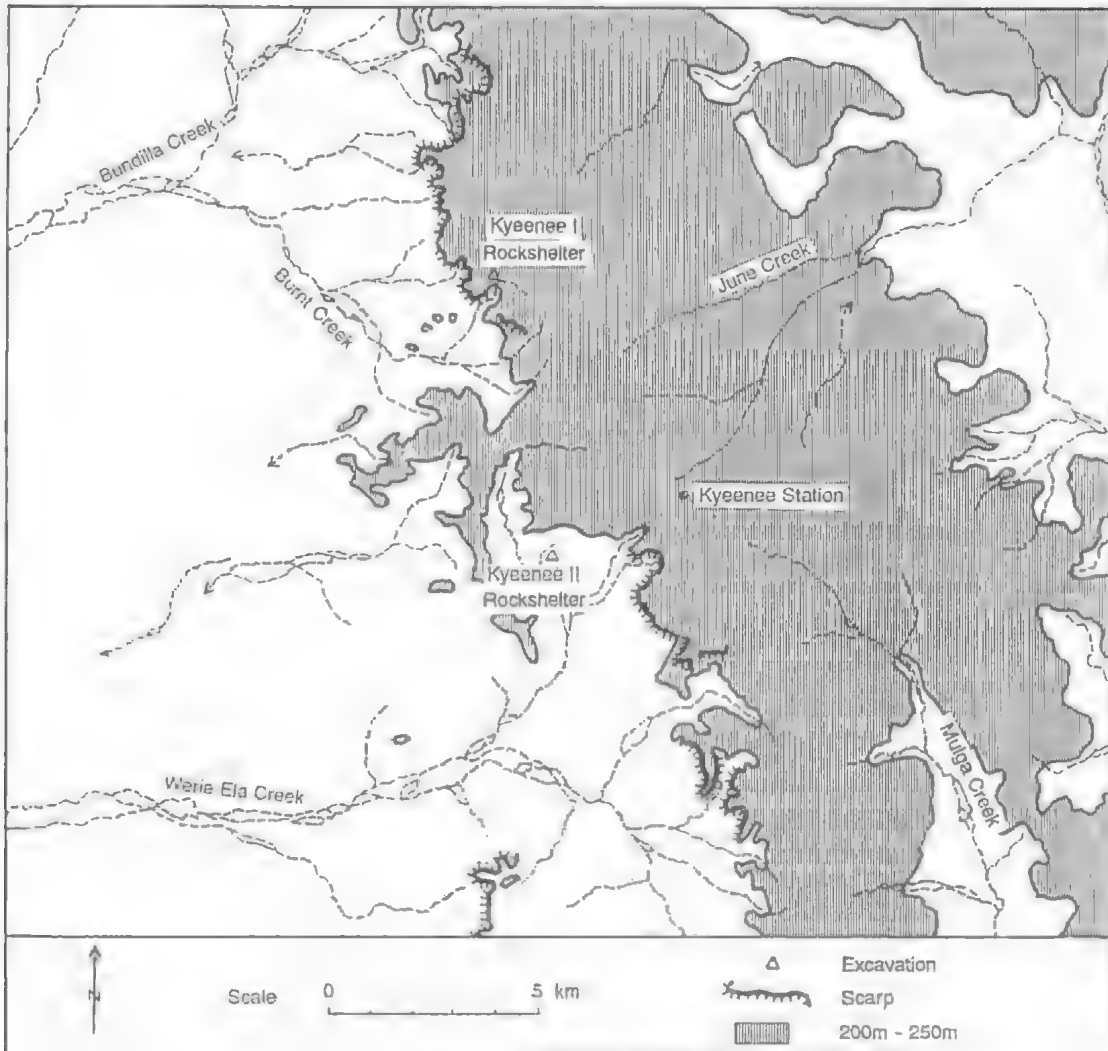 Bundilla Creek
Kyeenee I
Rockshelter
June Creek
Burnt Creek
Kyeenee Station
Kyeenee II
Rockshelter
Mulga Creek
Werie Ela Creek
N
Scale 0 5 km
Excavation
Scarp
200m - 250m